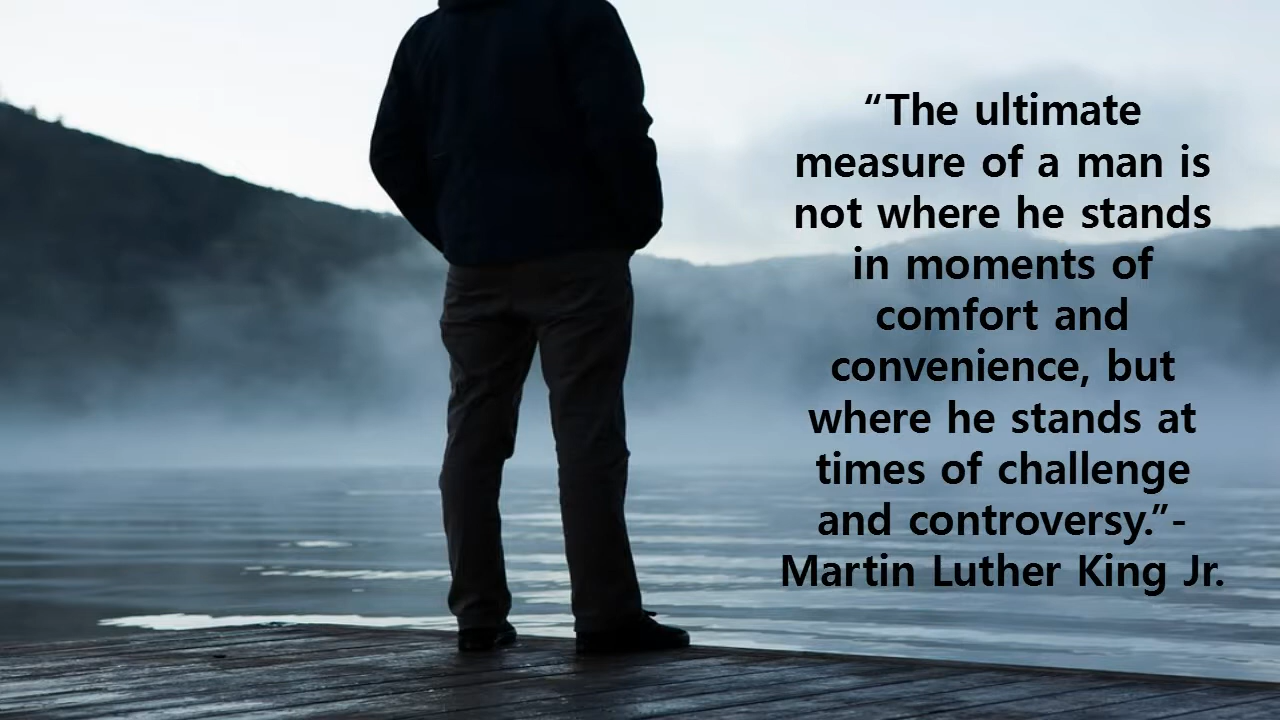 “The ultimate
measure of a man is
not where he stands
in moments of
comfort and
convenience, but
where he stands at
times of challenge
and controversy.”-
Martin Luther King Jr.